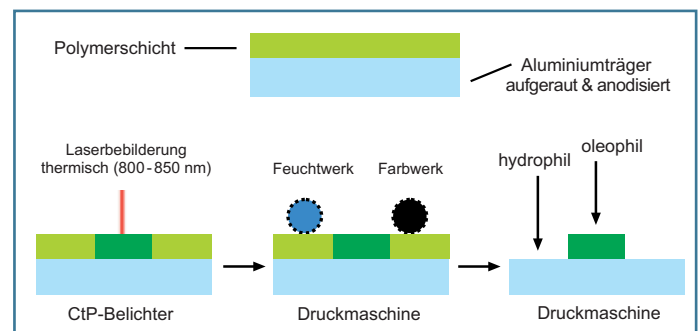 Polymerschicht
Aluminiumträger
aufgeraut & anodisiert
Laserbebilderung
thermisch (800-850 nm)
Feuchtwerk
Farbwerk
hydrophil
oleophil
CtP-Belichter
Druckmaschine
Druckmaschine